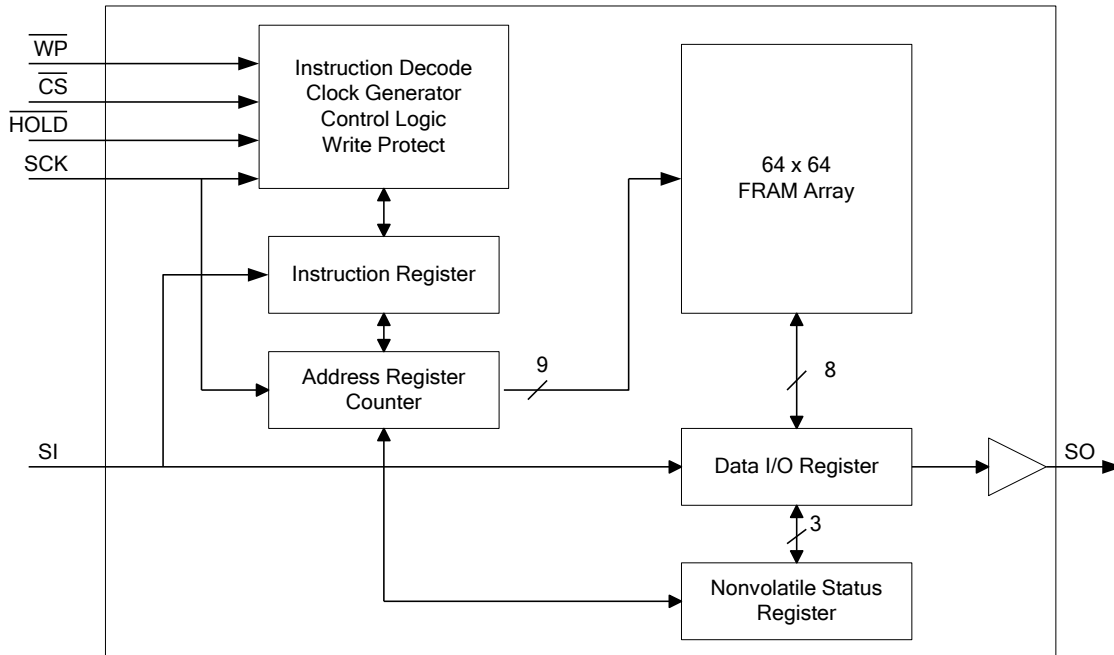 WP
CS
HOLD
SCK
Instruction Decode
Clock Generator
Control Logic
Write Protect
64 x 64
FRAM Array
Instruction Register
Address Register
Counter
9
8
SI
Data I/O Register
SO
3
Nonvolatile Status
Register